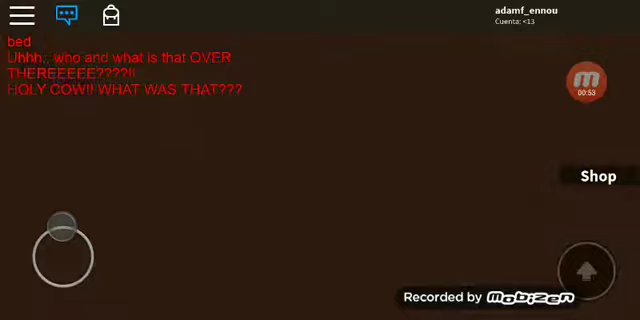 adamf_ennou
Cuenta: <13
bed
Uhhh.. who and what is that OVER
THEREEEEE????!!
HOLY COW!! WHAT WAS THAT???
00:53
Shop
Recorded by mobizen